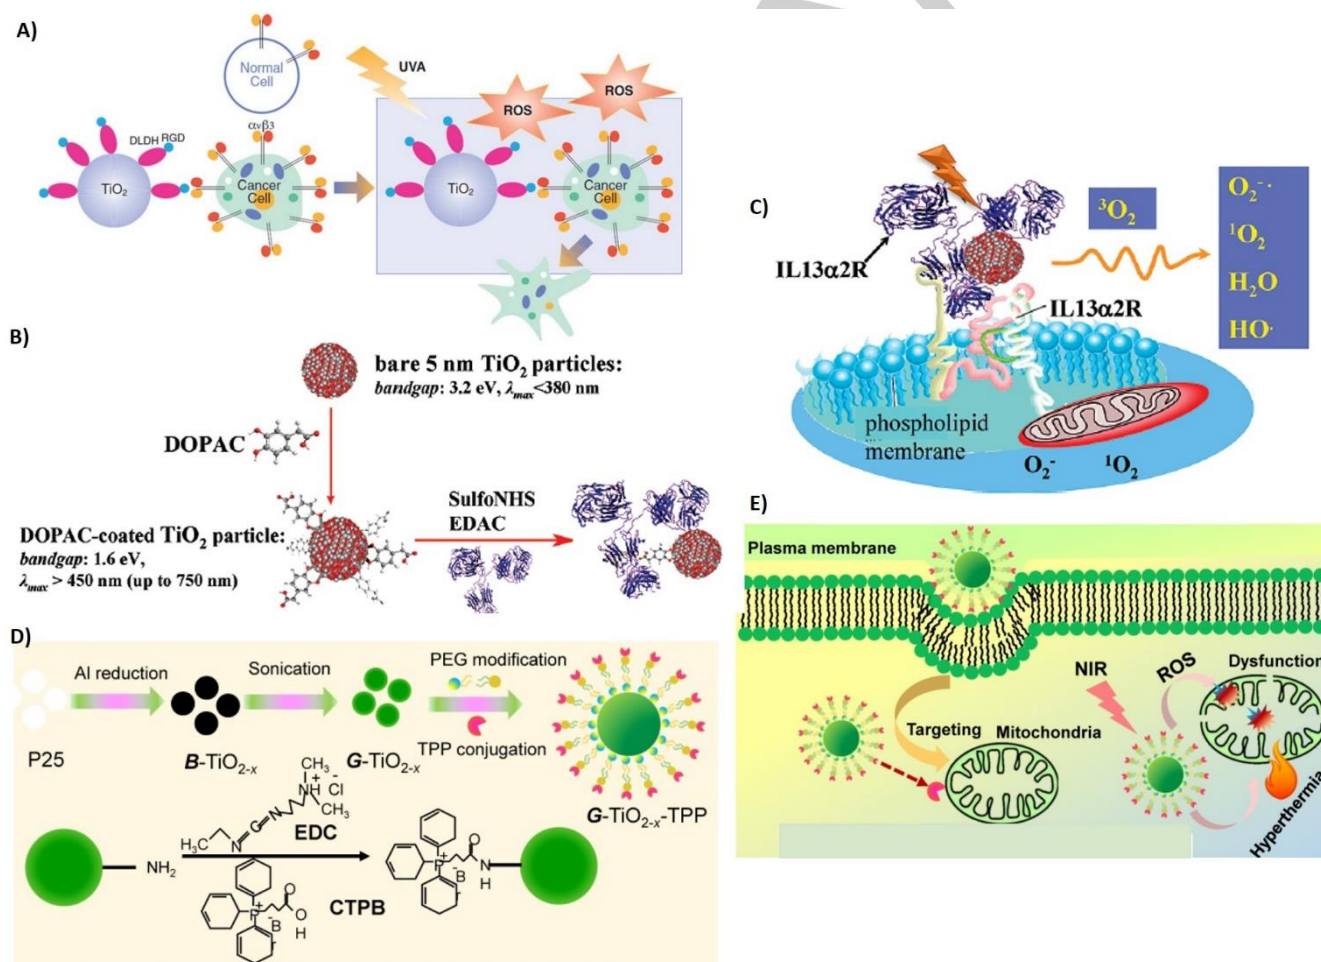 A)
Normal
Cell
UVA
ROS
ROS
αvβ3
DLDH RGD
TiO2
Cancer
Cell
TiO2
Cancer
Cell
B)
bare 5 nm TiO2 particles:
bandgap: 3.2 eV, λmax<380 nm
DOPAC
DOPAC-coated TiO2 particle:
bandgap: 1.6 eV,
λmax > 450 nm (up to 750 nm)
SulfoNHS
EDAC
C)
IL13α2R
IL13α2R
3O2
O2-·
1O2
H2O
HO·
phospholipid
membrane
O2-
1O2
D)
Al reduction
Sonication
PEG modification
TPP conjugation
P25
B-TiO2-x
G-TiO2-x
G-TiO2-x-TPP
CH3
+
NH
-
Cl
CH3
N=C=N
H3C
EDC
NH2
P+
-B
r
O
O
H
CTPB
P+
-B
r
O
N
H
E)
Plasma membrane
Targeting
Mitochondria
NIR
ROS
Dysfunction
Hyperthermia